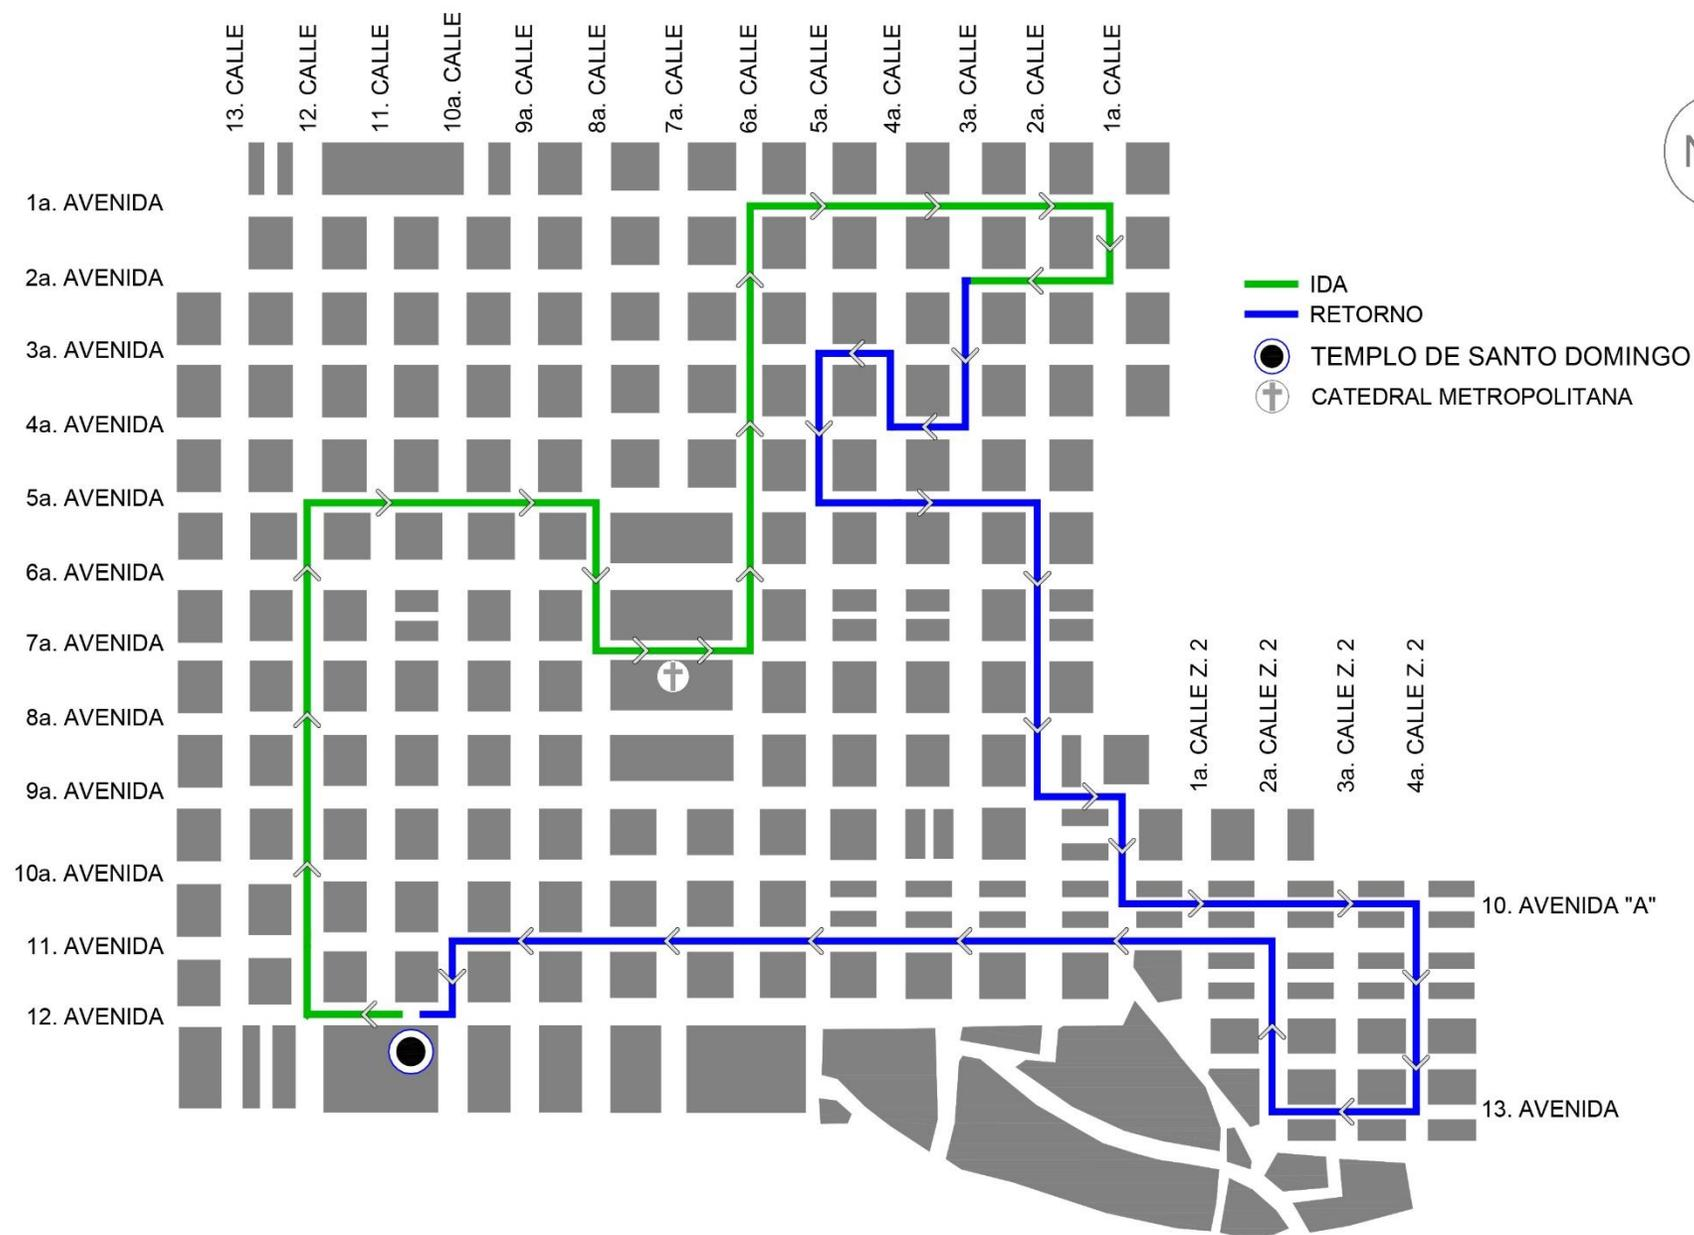 13. CALLE
12. CALLE
11. CALLE
10a. CALLE
9a. CALLE
8a. CALLE
7a. CALLE
6a. CALLE
5a. CALLE
4a. CALLE
3a. CALLE
2a. CALLE
1a. CALLE
1a. AVENIDA
2a. AVENIDA
3a. AVENIDA
4a. AVENIDA
5a. AVENIDA
6a. AVENIDA
7a. AVENIDA
8a. AVENIDA
9a. AVENIDA
10a. AVENIDA
11. AVENIDA
12. AVENIDA
IDA
RETORNO
TEMPLO DE SANTO DOMINGO
CATEDRAL METROPOLITANA
1a. CALLE Z. 2
2a. CALLE Z. 2
3a. CALLE Z. 2
4a. CALLE Z. 2
10. AVENIDA "A"
13. AVENIDA